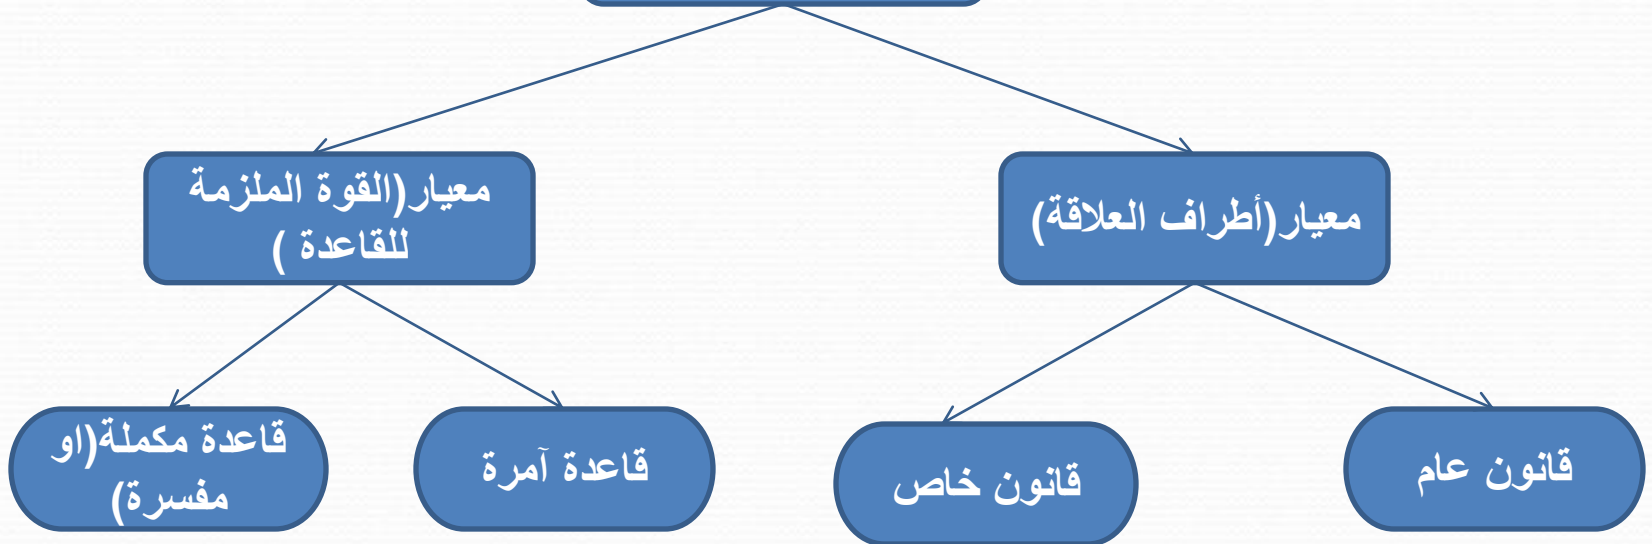 معيار(أطراف العلاقة)
معيار(القوة الملزمة
للقاعدة )
قانون عام
قانون خاص
قاعدة آمرة
قاعدة مكملة(او
مفسرة)